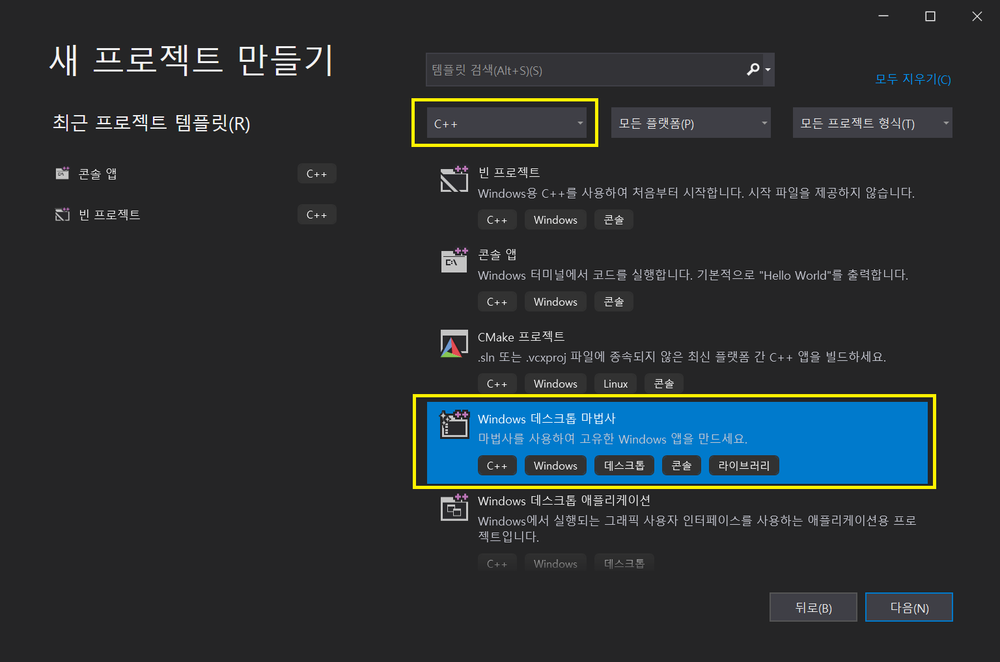 새 프로젝트 만들기
최근 프로젝트 템플릿(R)
콘솔 앱 C++
빈 프로젝트 C++
템플릿 검색(Alt+S)(S)
모두 지우기(C)
C++ 모든 플랫폼(P) 모든 프로젝트 형식(T)
빈 프로젝트
Windows용 C++를 사용하여 처음부터 시작합니다. 시작 파일을 제공하지 않습니다.
C++ Windows 콘솔
C:\
콘솔 앱
Windows 터미널에서 코드를 실행합니다. 기본적으로 "Hello World"를 출력합니다.
C++ Windows 콘솔
CMake 프로젝트
.sln 또는 .vcxproj 파일에 종속되지 않은 최신 플랫폼 간 C++ 앱을 빌드하세요.
C++ Windows Linux 콘솔
Windows 데스크톱 마법사
마법사를 사용하여 고유한 Windows 앱을 만드세요.
C++ Windows 데스크톱 콘솔 라이브러리
Windows 데스크톱 애플리케이션
Windows에서 실행되는 그래픽 사용자 인터페이스를 사용하는 애플리케이션용 프로
젝트입니다.
C++ Windows 데스크톱
뒤로(B) 다음(N)